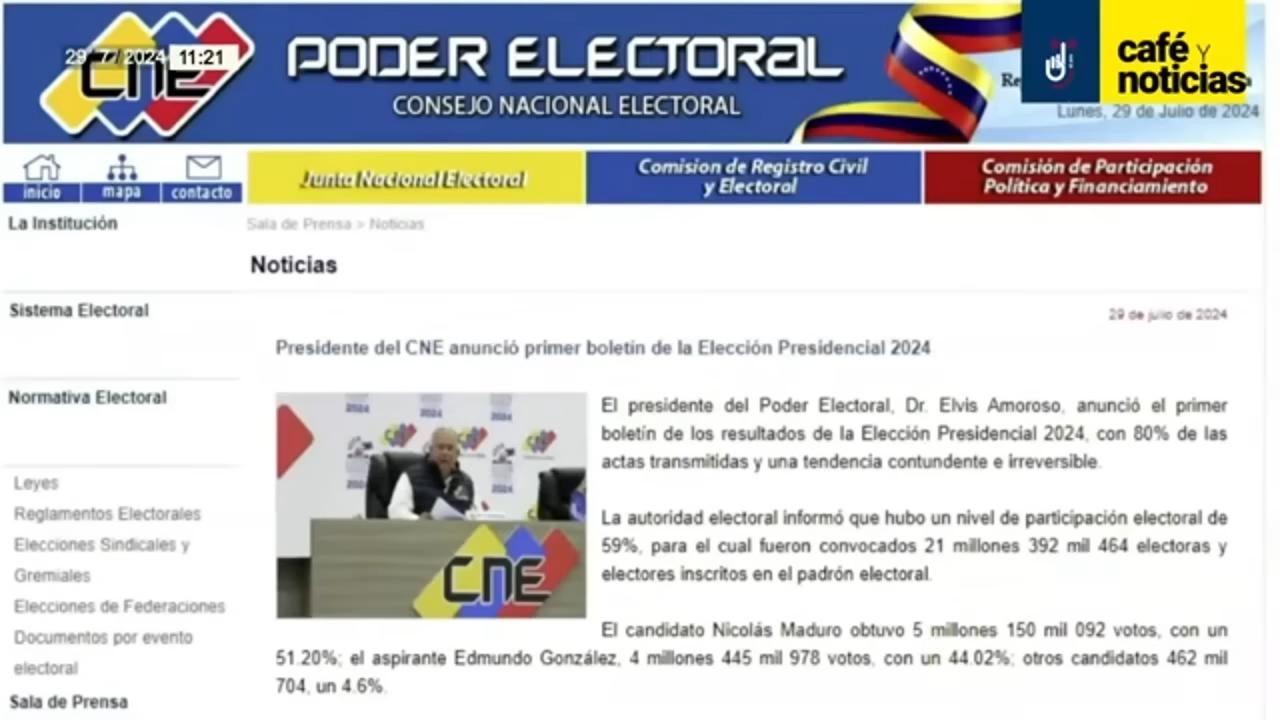 29 7 2024 11:21
CNE
PODER ELECTORAL
CONSEJO NACIONAL ELECTORAL
café Y
noticias
Lunes, 29 de Julio de 2024
inicio
mapa
contacto
Junta Nacional Electoral
Comision de Registro Civil
y Electoral
Comisión de Participación
Política y Financiamiento
La Institución
Sala de Prensa > Noticias
Noticias
Sistema Electoral
29 de julio de 2024
Presidente del CNE anunció primer boletín de la Elección Presidencial 2024
Normativa Electoral
El presidente del Poder Electoral, Dr. Elvis Amoroso, anunció el primer
boletín de los resultados de la Elección Presidencial 2024, con 80% de las
actas transmitidas y una tendencia contundente e irreversible.
2024
2024
2024
2024
2024
CNE
Leyes
Reglamentos Electorales
Elecciones Sindicales y
Gremiales
Elecciones de Federaciones
Documentos por evento
electoral
Sala de Prensa
La autoridad electoral informó que hubo un nivel de participación electoral de
59%, para el cual fueron convocados 21 millones 392 mil 464 electoras y
electores inscritos en el padrón electoral.
El candidato Nicolás Maduro obtuvo 5 millones 150 mil 092 votos, con un
51.20%; el aspirante Edmundo González, 4 millones 445 mil 978 votos, con un 44.02%; otros candidatos 462 mil
704, un 4.6%.